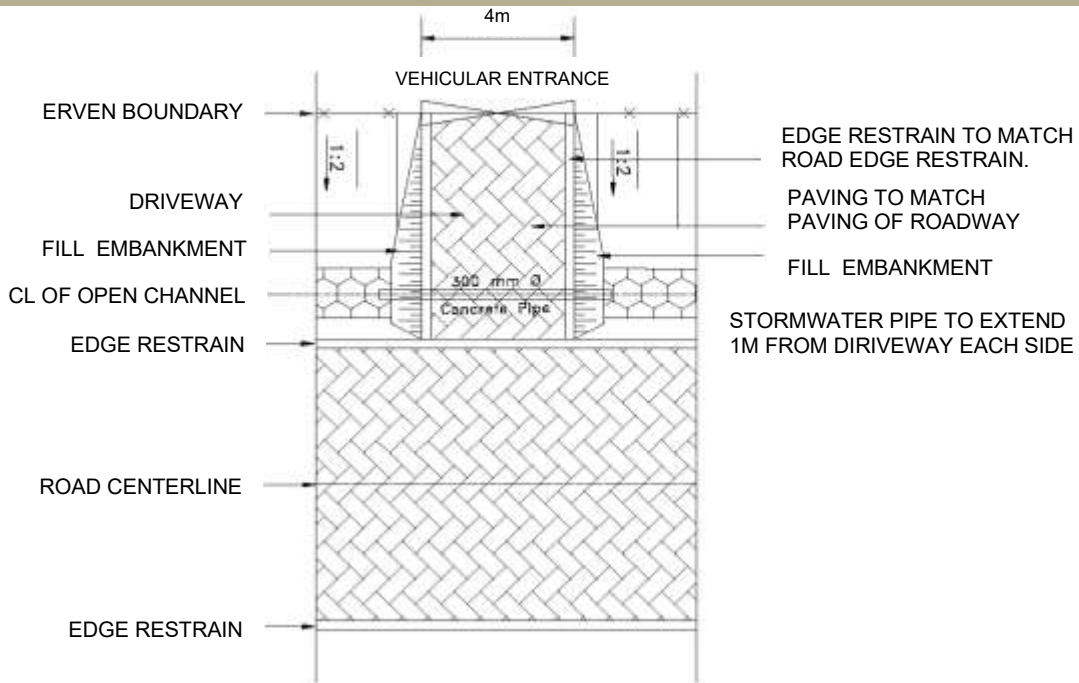 4m
VEHICULAR ENTRANCE
ERVEN BOUNDARY
1:2
1:2
EDGE RESTRAIN TO MATCH
ROAD EDGE RESTRAIN.
DRIVEWAY
PAVING TO MATCH
PAVING OF ROADWAY
FILL EMBANKMENT
FILL EMBANKMENT
300 mm Ø
Concrete Pipe
CL OF OPEN CHANNEL
STORMWATER PIPE TO EXTEND
1M FROM DIRIVEWAY EACH SIDE
EDGE RESTRAIN
ROAD CENTERLINE
EDGE RESTRAIN